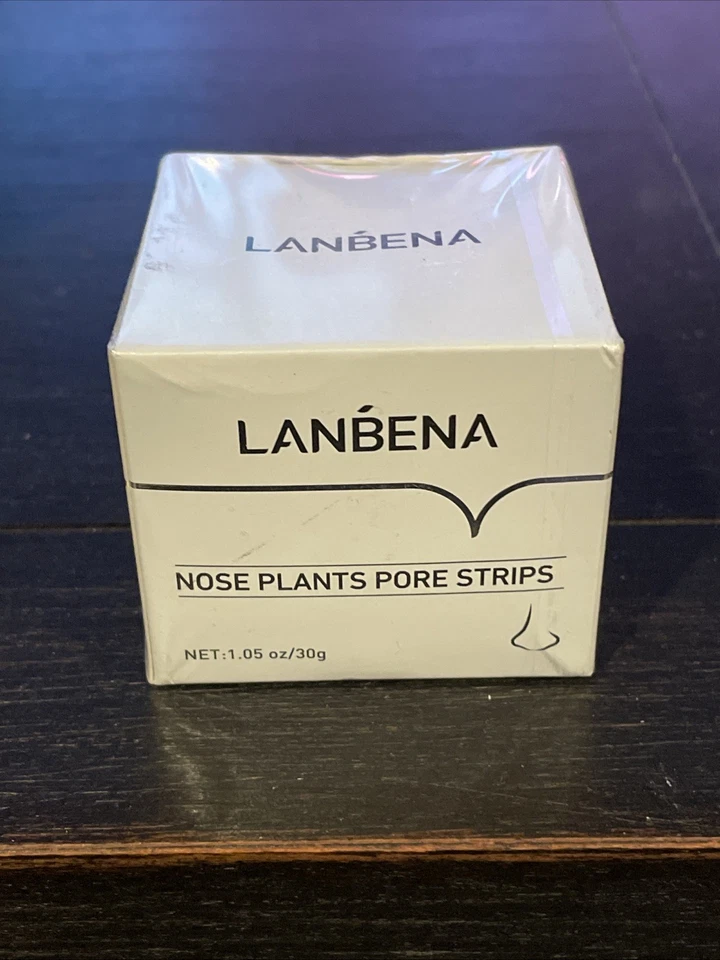 LANBENA
LANBENA
NOSE PLANTS PORE STRIPS
NET:1.05 oz/30g